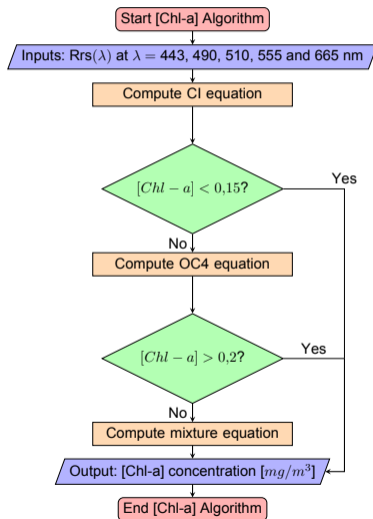 Start [Chl-a] Algorithm
Inputs: Rrs(λ) at λ = 443, 490, 510, 555 and 665 nm
Compute CI equation
[Chl − a] < 0,15?
Yes
No
Compute OC4 equation
[Chl − a] > 0,2?
Yes
No
Compute mixture equation
Output: [Chl-a] concentration [mg/m³]
End [Chl-a] Algorithm